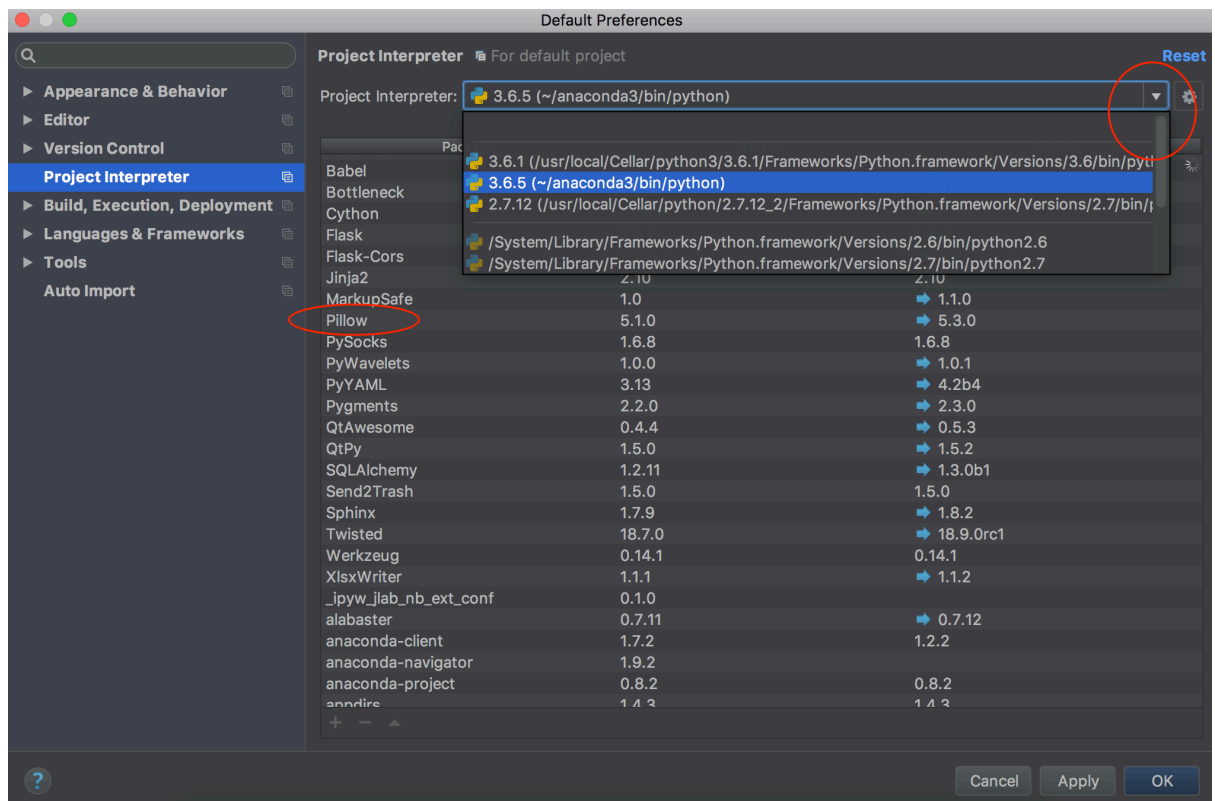 Default Preferences
Project Interpreter For default project Reset
Appearance & Behavior
Editor
Version Control
Project Interpreter
Build, Execution, Deployment
Languages & Frameworks
Tools
Auto Import
Project Interpreter: 3.6.5 (~/anaconda3/bin/python)
3.6.1 (/usr/local/Cellar/python3/3.6.1/Frameworks/Python.framework/Versions/3.6/bin/pyt
3.6.5 (~/anaconda3/bin/python)
2.7.12 (/usr/local/Cellar/python/2.7.12_2/Frameworks/Python.framework/Versions/2.7/bin/p
/System/Library/Frameworks/Python.framework/Versions/2.6/bin/python2.6
/System/Library/Frameworks/Python.framework/Versions/2.7/bin/python2.7
Pac
Babel
Bottleneck
Cython
Flask
Flask-Cors
Jinja2 2.10 2.10
MarkupSafe 1.0 1.1.0
Pillow 5.1.0 5.3.0
PySocks 1.6.8 1.6.8
PyWavelets 1.0.0 1.0.1
PyYAML 3.13 4.2b4
Pygments 2.2.0 2.3.0
QtAwesome 0.4.4 0.5.3
QtPy 1.5.0 1.5.2
SQLAlchemy 1.2.11 1.3.0b1
Send2Trash 1.5.0 1.5.0
Sphinx 1.7.9 1.8.2
Twisted 18.7.0 18.9.0rc1
Werkzeug 0.14.1 0.14.1
XlsxWriter 1.1.1 1.1.2
_ipyw_jlab_nb_ext_conf 0.1.0
alabaster 0.7.11 0.7.12
anaconda-client 1.7.2 1.2.2
anaconda-navigator 1.9.2
anaconda-project 0.8.2 0.8.2
appdirs 1.4.3 1.4.3
?
Cancel Apply OK